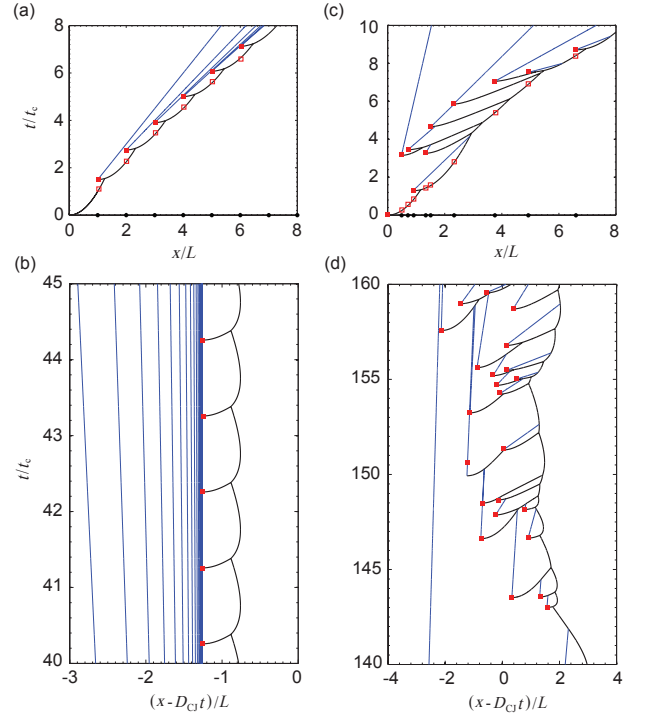 (a)
8
6
4
2
0
t/t_c
0 2 4 6 8
x/L
(c)
10
8
6
4
2
0
0 2 4 6 8
x/L
(b)
45
44
43
42
41
40
t/t_c
-3 -2 -1 0
(x-D_CJ t)/L
(d)
160
155
150
145
140
-4 -2 0 2 4
(x-D_CJ t)/L